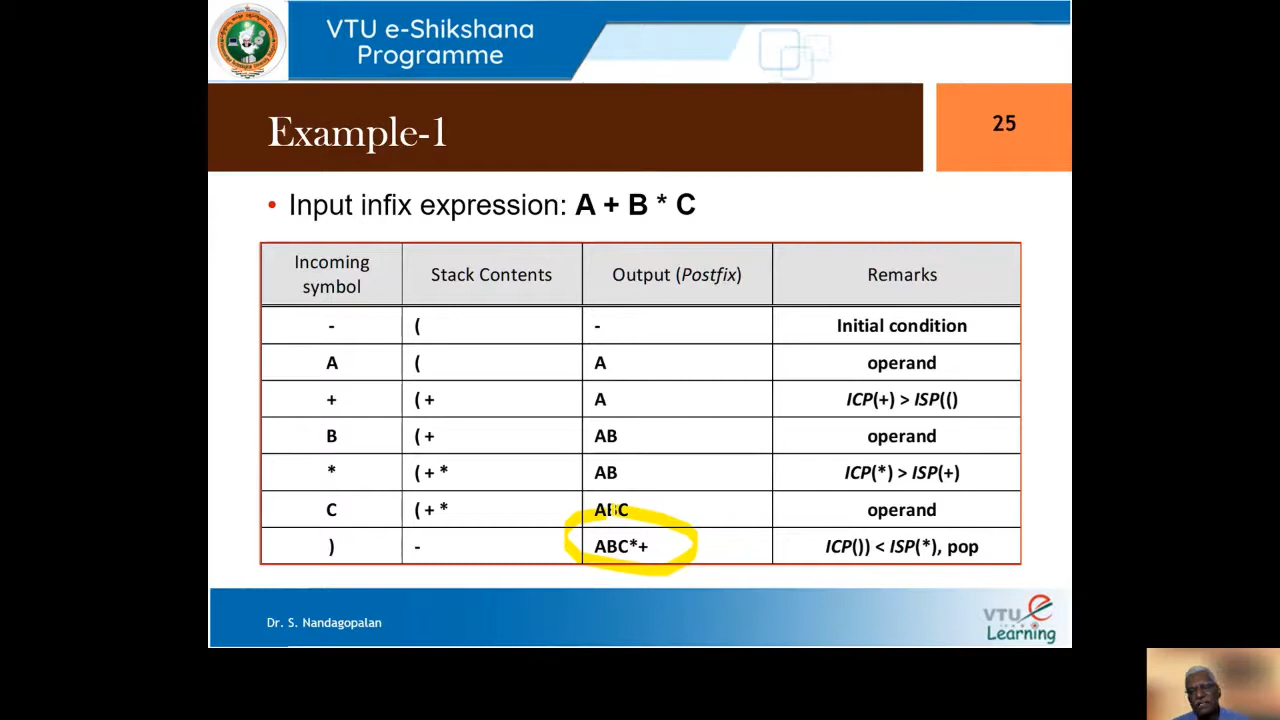 VTU e-Shikshana
Programme
Example-1
25
• Input infix expression: A + B * C
Incoming symbol Stack Contents Output (Postfix) Remarks
- ( - Initial condition
A ( A operand
+ ( + A ICP(+) > ISP(()
B ( + AB operand
* ( + * AB ICP(*) > ISP(+)
C ( + * ABC operand
) - ABC*+ ICP()) < ISP(*), pop
Dr. S. Nandagopalan
VTU e
Learning